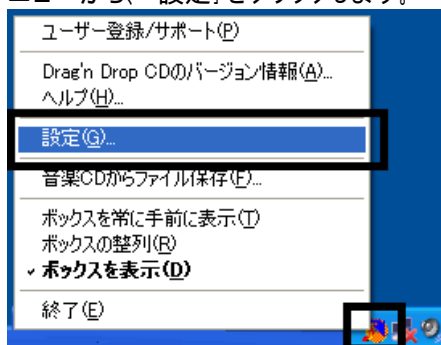 ユーザー登録/サポート(P)
Drag'n Drop CDのバージョン情報(A)...
ヘルプ(H)...
設定(G)...
音楽CDからファイル保存(F)...
ボックスを常に手前に表示(T)
ボックスの整列(R)
ボックスを表示(D)
終了(E)